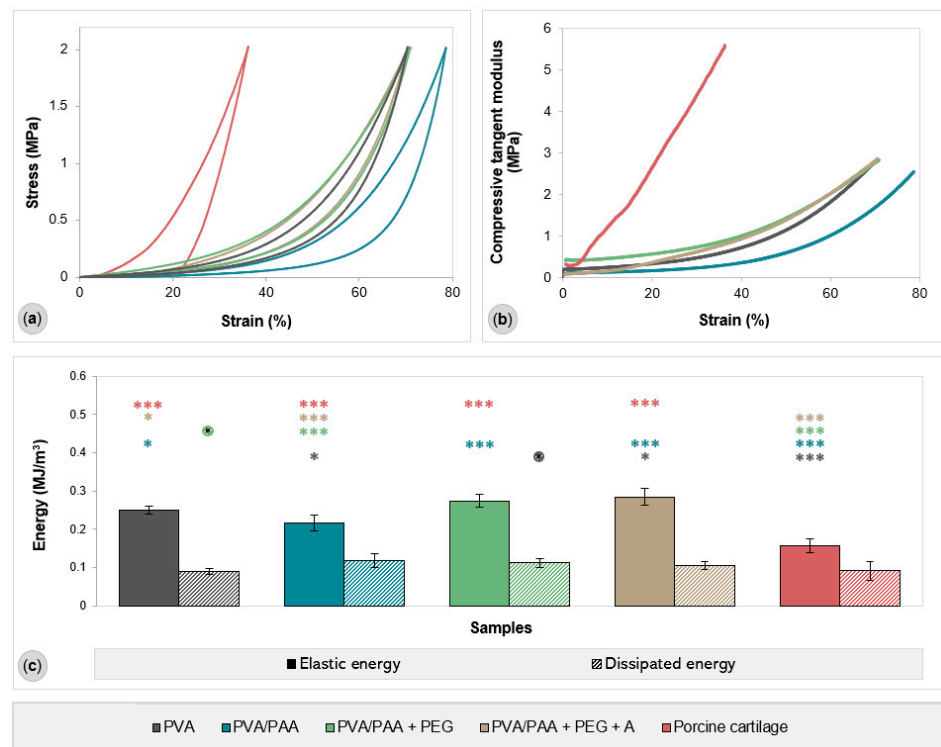 2
1.5
1
0.5
0
Stress (MPa)
0 20 40 60 80
Strain (%)
(a)
6
5
4
3
2
1
0
Compressive tangent modulus
(MPa)
0 20 40 60 80
Strain (%)
(b)
0.6
0.5
0.4
0.3
0.2
0.1
0
Energy (MJ/m³)
*** *** *** ***
* *** ***
*** ***
* *** *** ***
* * ***
*
*
Samples
(c)
Elastic energy Dissipated energy
PVA PVA/PAA PVA/PAA + PEG PVA/PAA + PEG + A Porcine cartilage